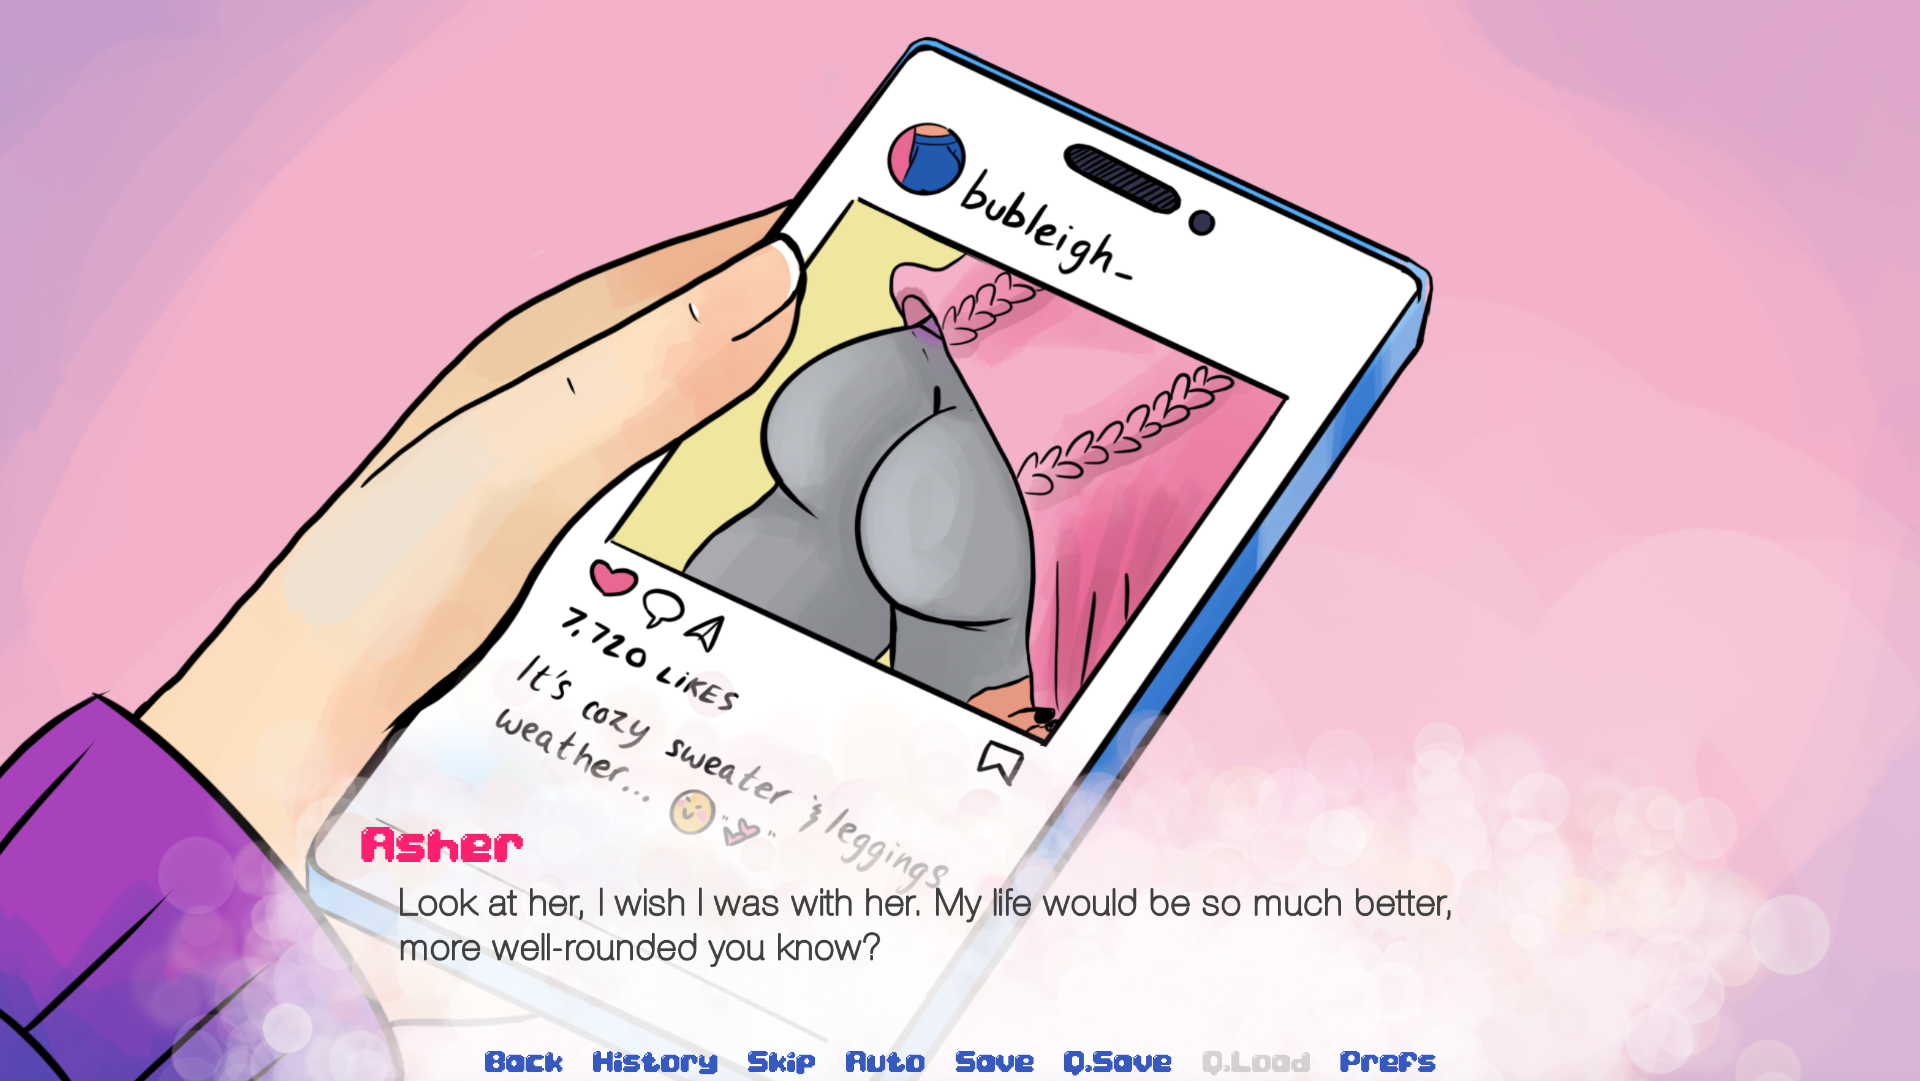 bubleigh_
7,720 LiKES
It's cozy sweater & leggings
weather...
Asher
Look at her, I wish I was with her. My life would be so much better,
more well-rounded you know?
Back History Skip Auto Save Q.Save Q.Load Prefs